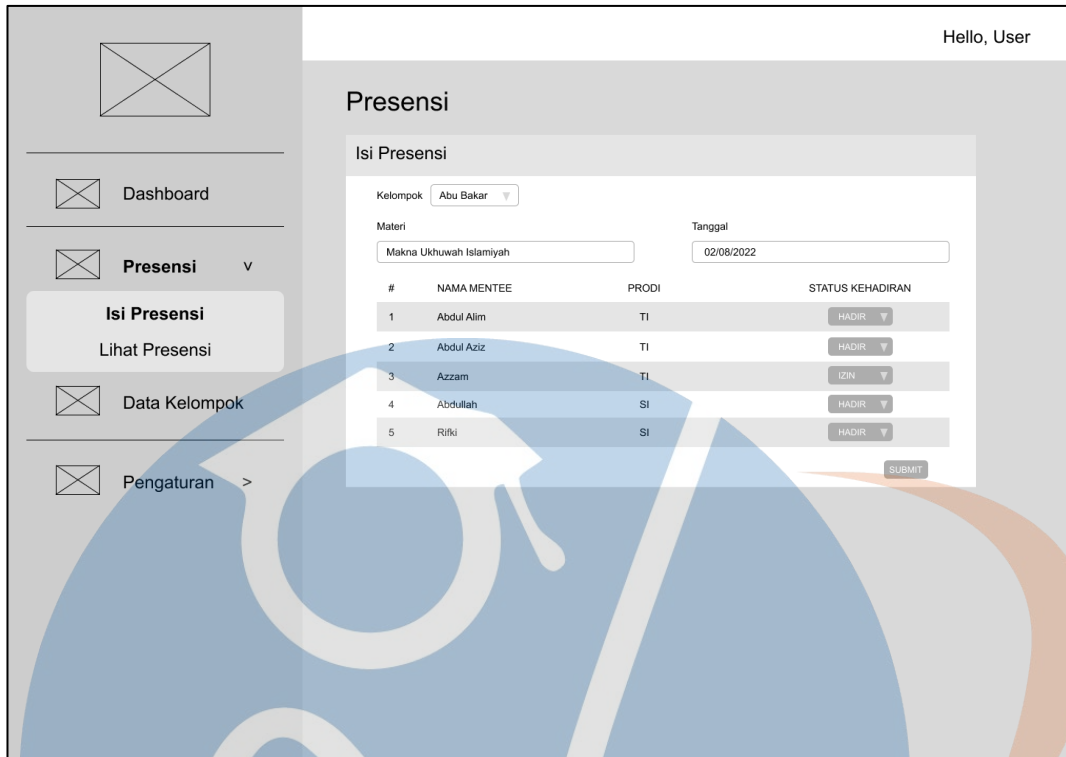 Hello, User
Dashboard
Presensi v
Isi Presensi
Lihat Presensi
Data Kelompok
Pengaturan >
Presensi
Isi Presensi
Kelompok Abu Bakar
Materi Tanggal
Makna Ukhuwah Islamiyah 02/08/2022
# NAMA MENTEE PRODI STATUS KEHADIRAN
1 Abdul Alim TI HADIR
2 Abdul Aziz TI HADIR
3 Azzam TI IZIN
4 Abdullah SI HADIR
5 Rifki SI HADIR
SUBMIT